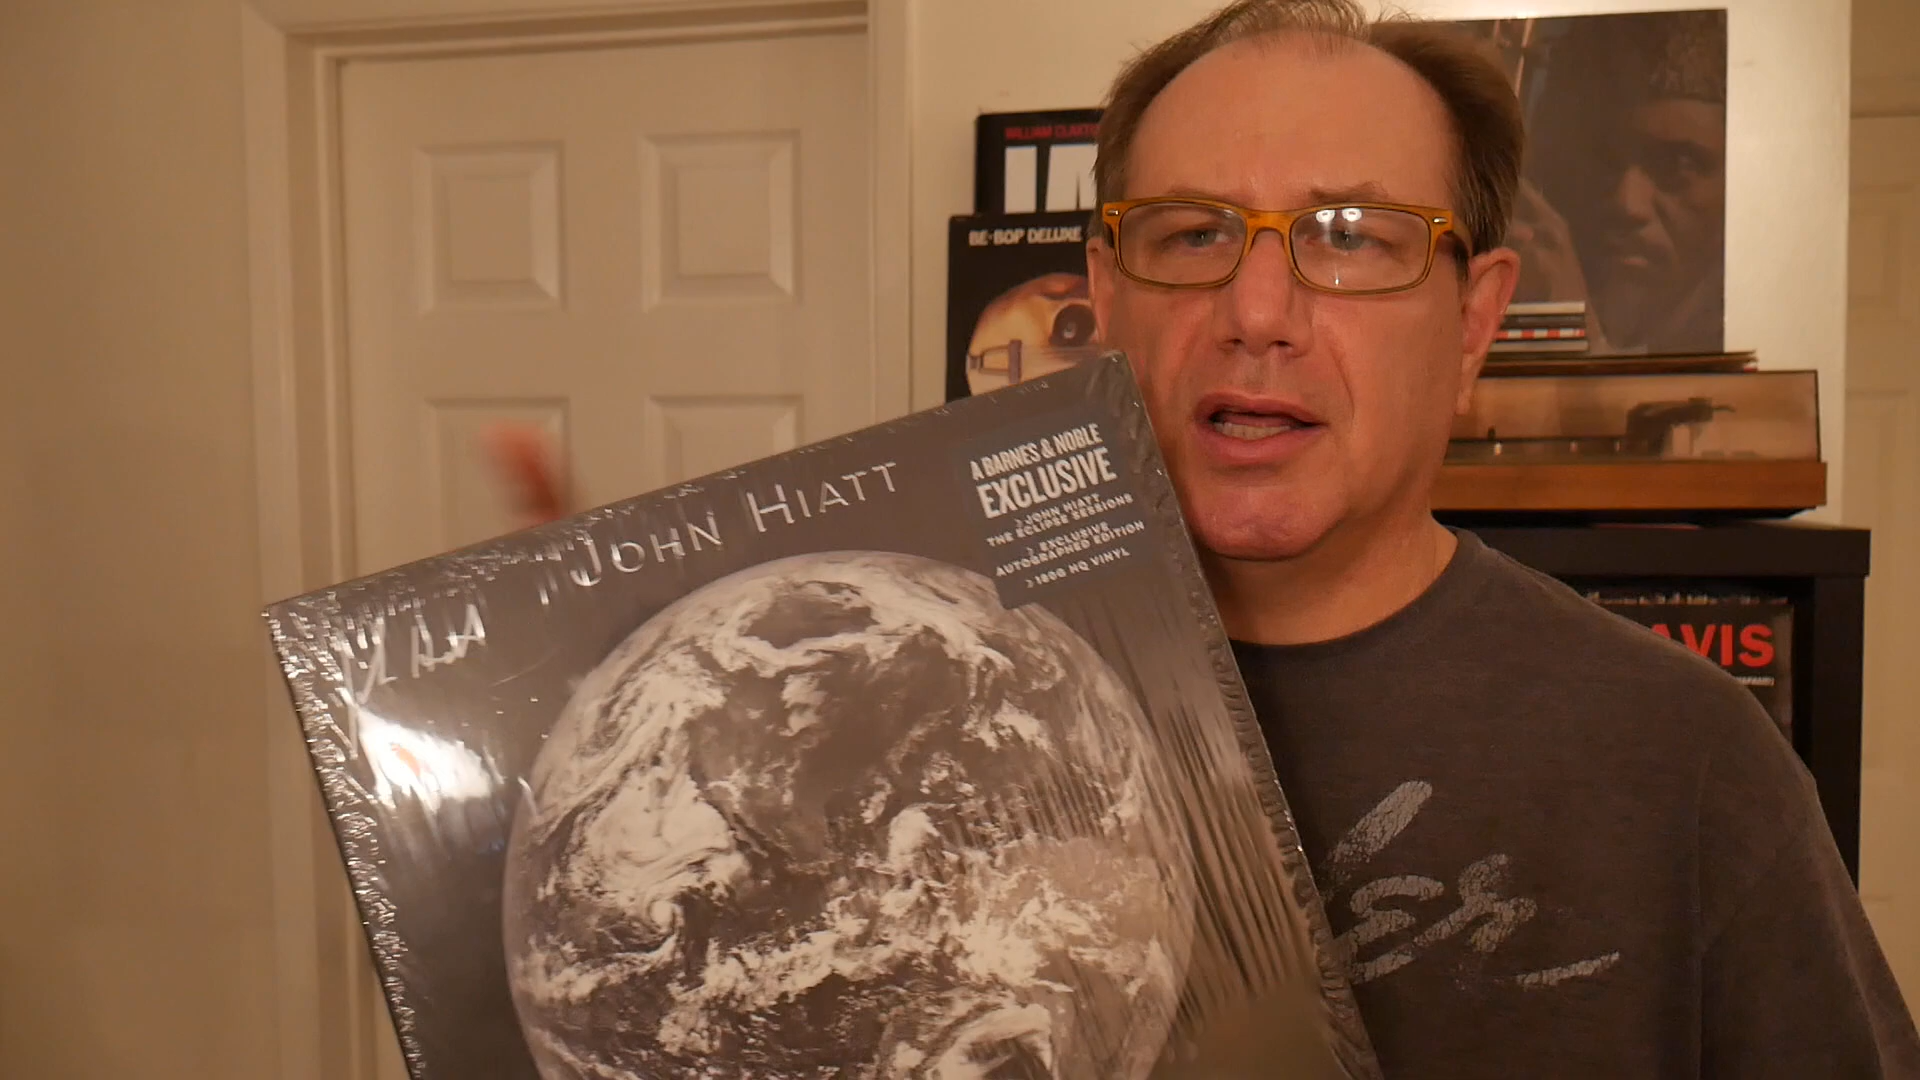 WILLIAM CLAXTO
BE·BOP DELUXE
JOHN HIATT
A BARNES & NOBLE
EXCLUSIVE
> JOHN HIATT
THE ECLIPSE SESSIONS
> EXCLUSIVE
AUTOGRAPHED EDITION
> 180G HQ VINYL
AVIS